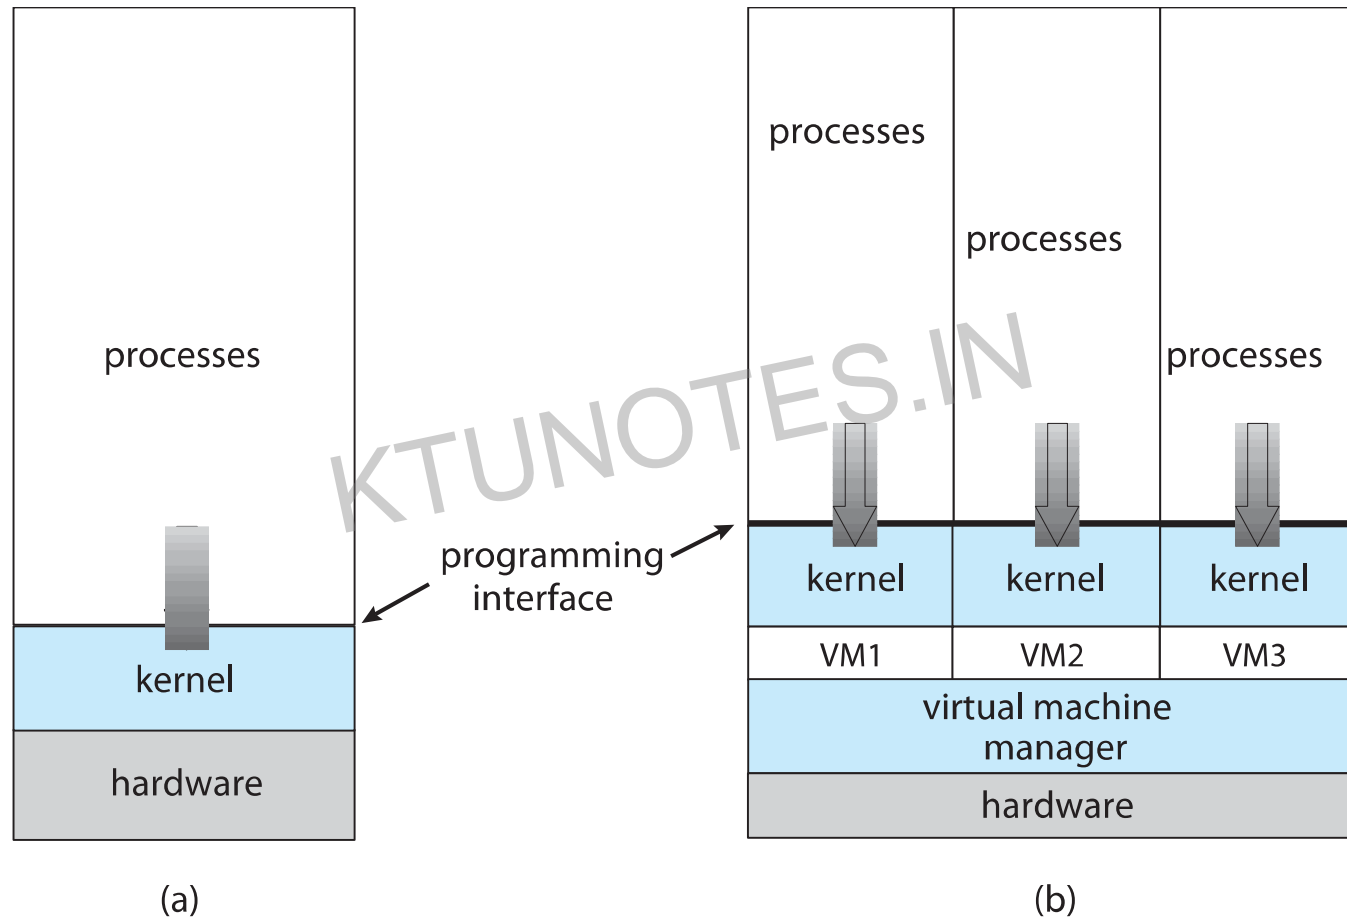 processes
kernel
hardware
(a)
programming
interface
processes
processes
processes
kernel
kernel
kernel
VM1
VM2
VM3
virtual machine
manager
hardware
(b)
KTUNOTES.IN